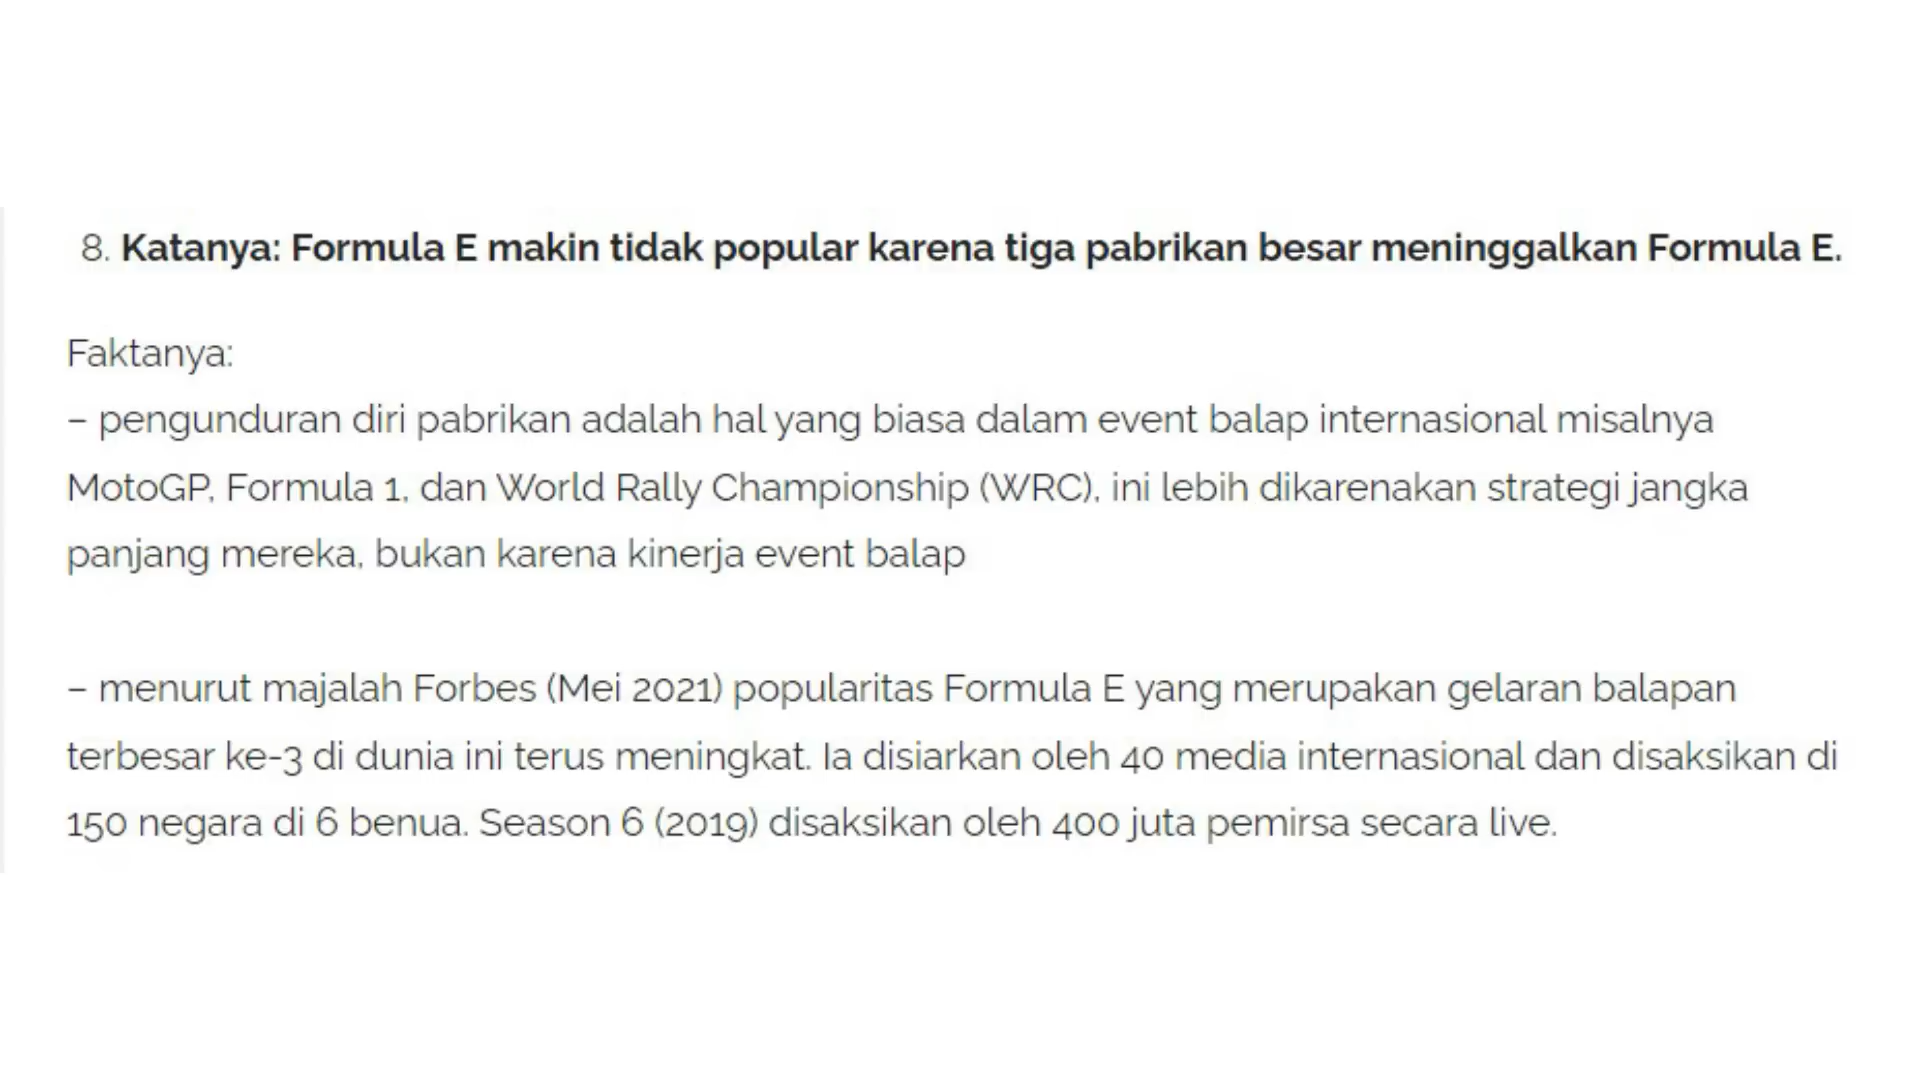 8. Katanya: Formula E makin tidak popular karena tiga pabrikan besar meninggalkan Formula E.
Faktanya:
– pengunduran diri pabrikan adalah hal yang biasa dalam event balap internasional misalnya
MotoGP, Formula 1, dan World Rally Championship (WRC), ini lebih dikarenakan strategi jangka
panjang mereka, bukan karena kinerja event balap
– menurut majalah Forbes (Mei 2021) popularitas Formula E yang merupakan gelaran balapan
terbesar ke-3 di dunia ini terus meningkat. Ia disiarkan oleh 40 media internasional dan disaksikan di
150 negara di 6 benua. Season 6 (2019) disaksikan oleh 400 juta pemirsa secara live.